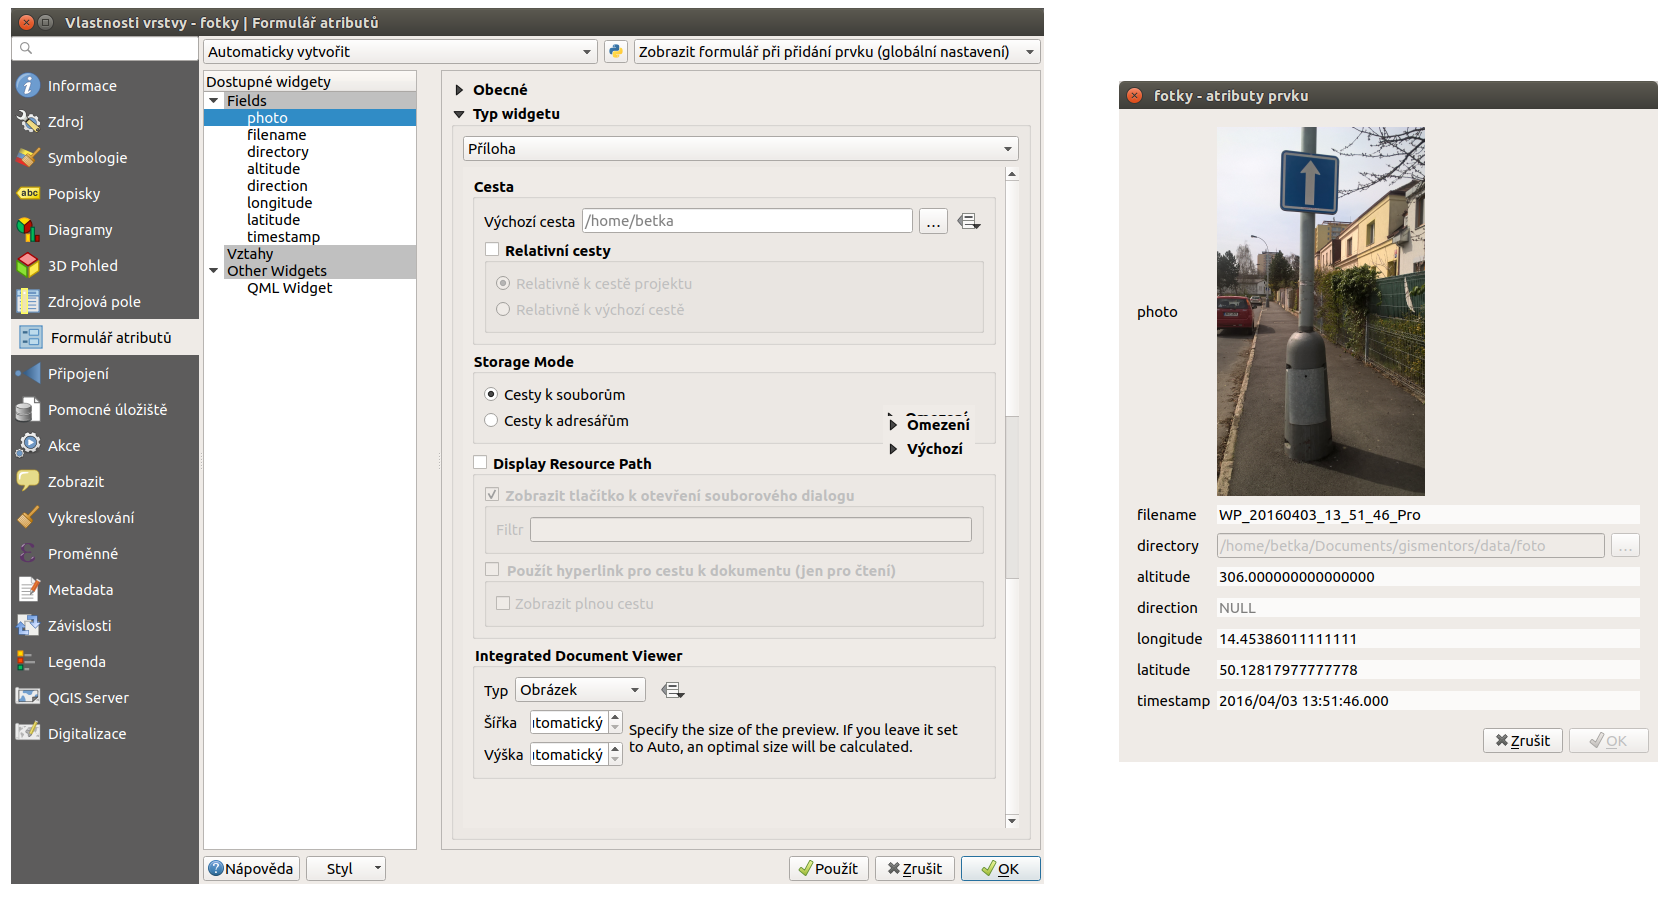 Vlastnosti vrstvy - fotky | Formulář atributů
Automaticky vytvořit
Zobrazit formulář při přidání prvku (globální nastavení)
Informace
Zdroj
Symbologie
abc Popisky
Diagramy
3D Pohled
Zdrojová pole
Formulář atributů
Připojení
Pomocné úložiště
Akce
Zobrazit
Vykreslování
Proměnné
Metadata
Závislosti
Legenda
QGIS Server
Digitalizace
Dostupné widgety
Fields
photo
filename
directory
altitude
direction
longitude
latitude
timestamp
Vztahy
Other Widgets
QML Widget
Obecné
Typ widgetu
Příloha
Cesta
Výchozí cesta /home/betka ...
Relativní cesty
Relativně k cestě projektu
Relativně k výchozí cestě
Storage Mode
Cesty k souborům
Cesty k adresářům
Omezení
Omezení
Výchozí
Display Resource Path
Zobrazit tlačítko k otevření souborového dialogu
Filtr
Použít hyperlink pro cestu k dokumentu (jen pro čtení)
Zobrazit plnou cestu
Integrated Document Viewer
Typ Obrázek
Šířka itomatický
Výška itomatický
Specify the size of the preview. If you leave it set
to Auto, an optimal size will be calculated.
Nápověda
Styl
Použít
Zrušit
OK
fotky - atributy prvku
photo
filename WP_20160403_13_51_46_Pro
directory /home/betka/Documents/gismentors/data/foto ...
altitude 306.000000000000000
direction NULL
longitude 14.45386011111111
latitude 50.12817977777778
timestamp 2016/04/03 13:51:46.000
Zrušit
OK